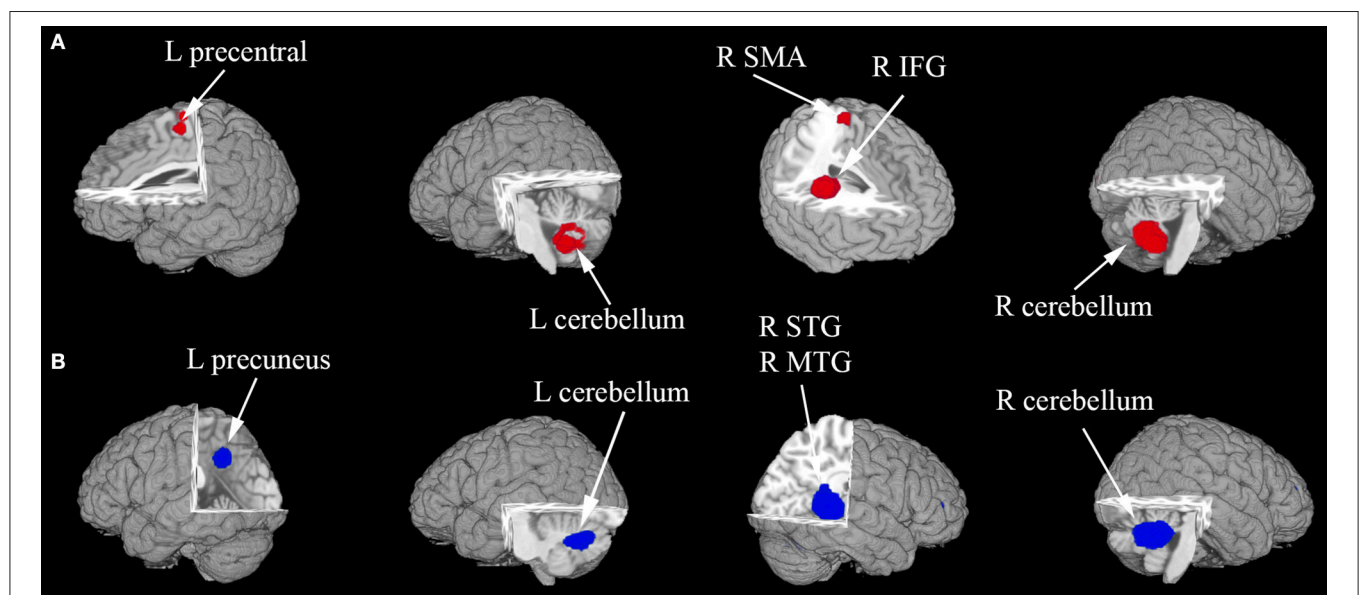 A
L precentral
L cerebellum
R SMA
R IFG
R cerebellum
B
L precuneus
L cerebellum
R STG
R MTG
R cerebellum